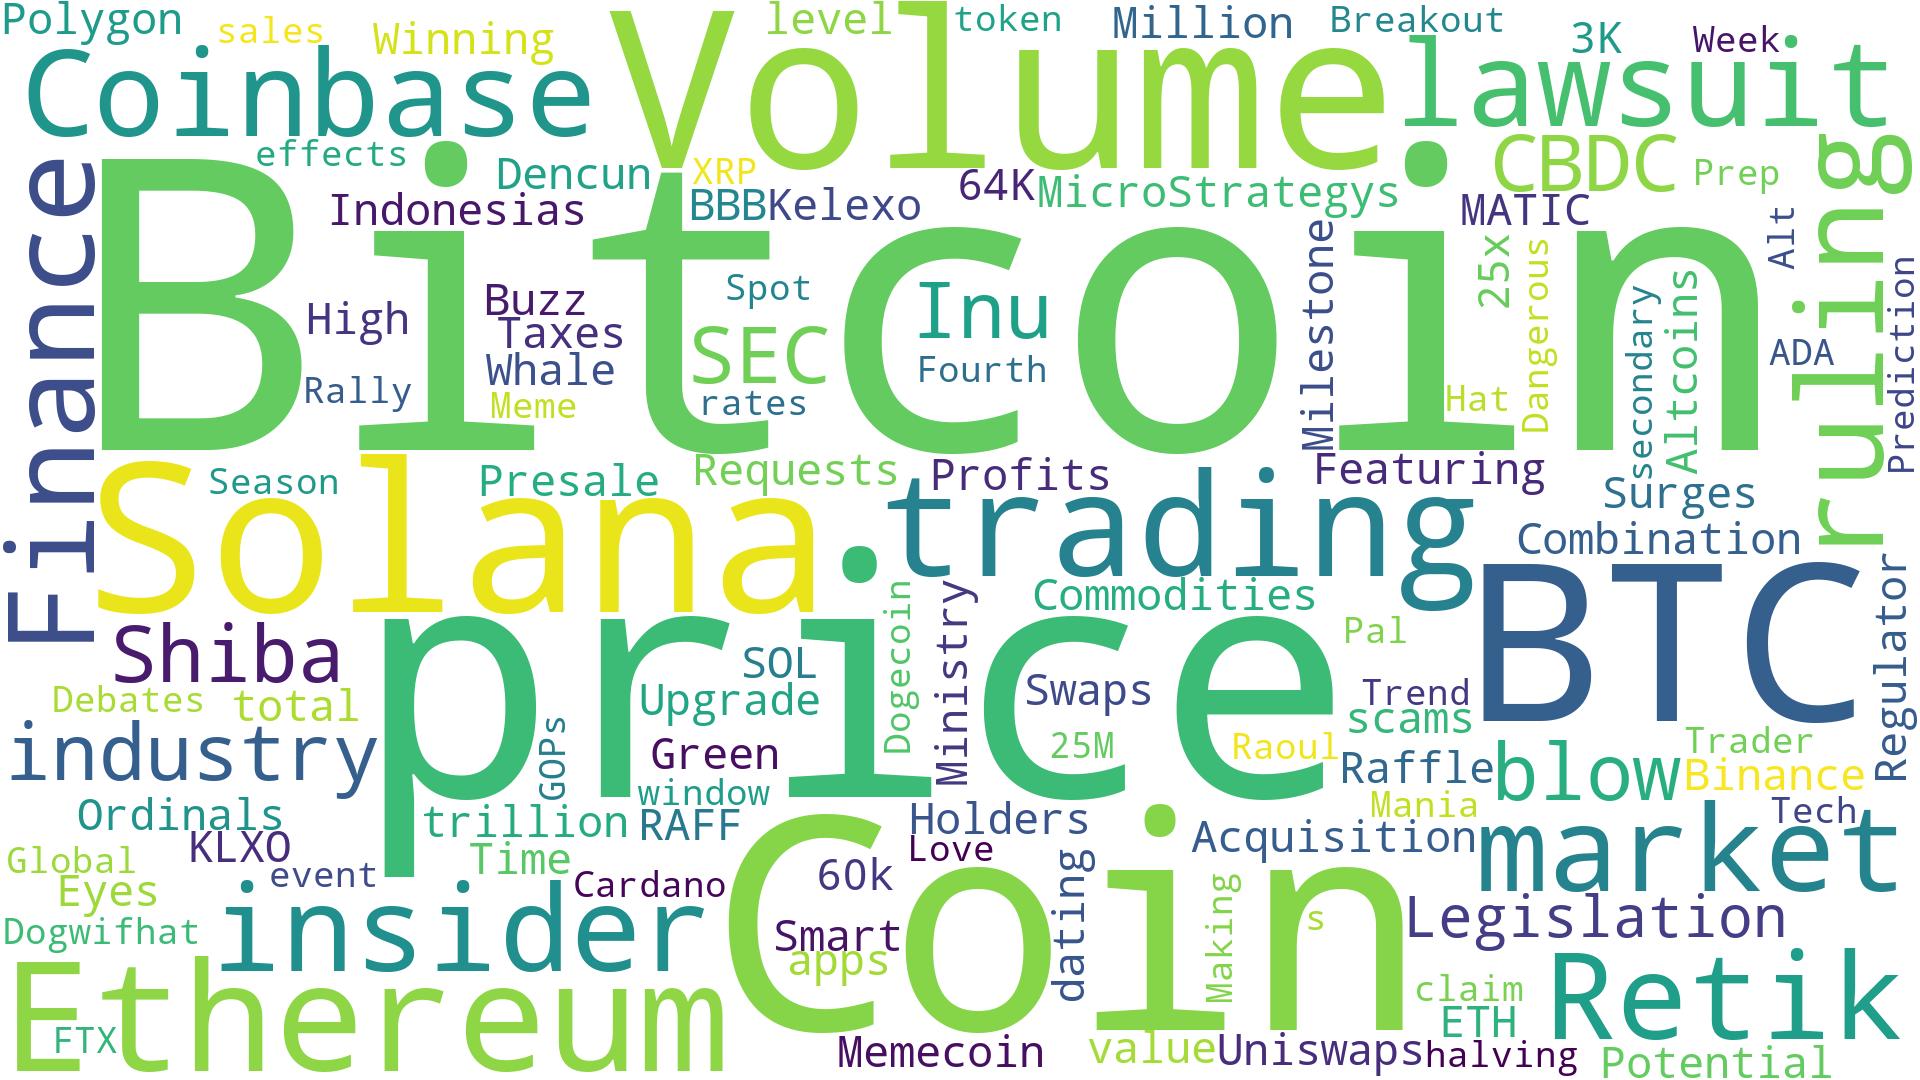 Polygon
sales
Winning
Volume
level
token
Million
Breakout
3K
Week
Coinbase
lawsuit
effects
Dencun
XRP
64K
MicroStrategys
CBDC
Prep
ruling
Finance
Bitcoin
Indonesias
BBB
Kelexo
MATIC
Alt
Milestone
25x
Dangerous
secondary
Altcoins
Prediction
High
Buzz
Taxes
Spot
SEC
Inu
ADA
Rally
Whale
Meme
rates
Fourth
Hat
Solana
Season
Presale
Requests
Profits
Featuring
Surges
trading
Combination
BTC
Regulator
Shiba
price
Dogecoin
Ministry
Commodities
Pal
Debates
total
SOL
Upgrade
Swaps
Trend
scams
industry
GOPs
Green
25M
Raoul
Raffle
blow
Trader
Binance
window
Ordinals
trillion
RAFF
Holders
Mania
Tech
KLXO
Time
Coin
Love
Acquisition
market
Global
event
Eyes
Cardano
60k
dating
Making
s
Legislation
Dogwifhat
insider
Smart
apps
Ethereum
FTX
claim
ETH
Retik
Memecoin
value
Uniswaps
halving
Potential